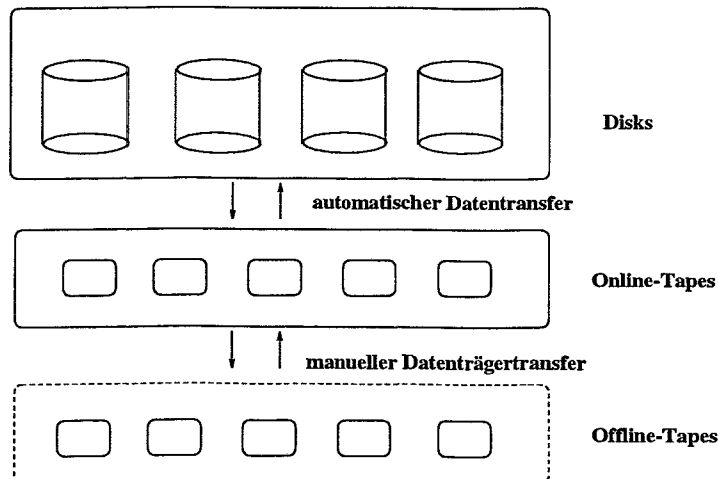 Disks
automatischer Datentransfer
Online-Tapes
manueller Datenträgertransfer
Offline-Tapes